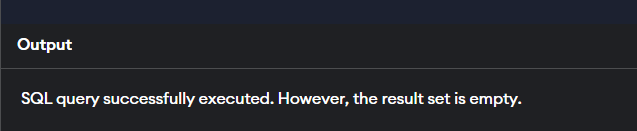 Output
SQL query successfully executed. However, the result set is empty.